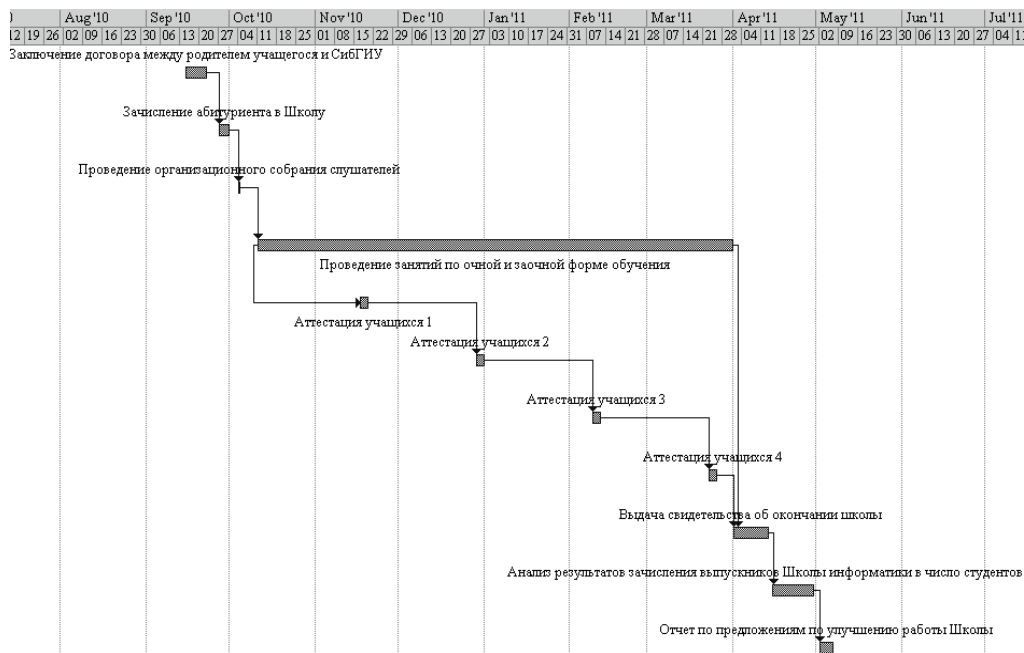 ) Aug '10 Sep '10 Oct '10 Nov '10 Dec '10 Jan '11 Feb '11 Mar '11 Apr '11 May '11 Jun '11 Jul '1
12 19 26 02 09 16 23 30 06 13 20 27 04 11 18 25 01 08 15 22 29 06 13 20 27 03 10 17 24 31 07 14 21 28 07 14 21 28 04 11 18 25 02 09 16 23 30 06 13 20 27 04 11
Заключение договора между родителем учащегося и СибГИУ
Зачисление абитуриента в Школу
Проведение организационного собрания слушателей
Проведение занятий по очной и заочной форме обучения
Аттестация учащихся 1
Аттестация учащихся 2
Аттестация учащихся 3
Аттестация учащихся 4
Выдача свидетельства об окончании школы
Анализ результатов зачисления выпускников Школы информатики в число студентов
Отчет по предложениям по улучшению работы Школы